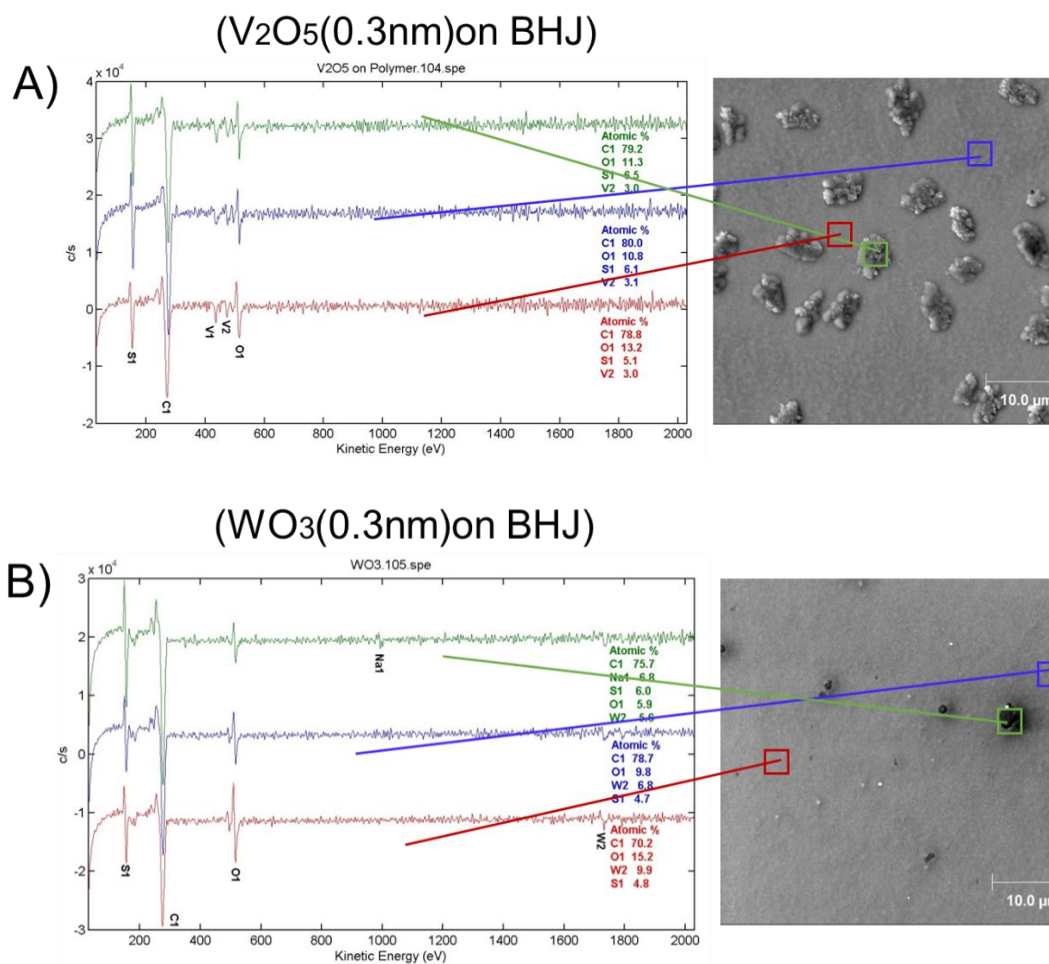 (V2O5(0.3nm)on BHJ)
A)
V2O5 on Polymer.104.spe
x 10^4
4
3
2
1
0
-1
-2
c/s
Atomic %
C1 79.2
O1 11.3
S1 6.5
V2 3.0
Atomic %
C1 80.0
O1 10.8
S1 6.1
V2 3.1
Atomic %
C1 78.8
O1 13.2
S1 5.1
V2 3.0
S1
C1
V1
V2
O1
200 400 600 800 1000 1200 1400 1600 1800 2000
Kinetic Energy (eV)
10.0 µm
(WO3(0.3nm)on BHJ)
B)
WO3.105.spe
x 10^4
3
2
1
0
-1
-2
-3
c/s
Na1
Atomic %
C1 75.7
Na1 6.8
S1 6.0
O1 5.9
W2 5.6
Atomic %
C1 78.7
O1 9.8
W2 6.8
S1 4.7
Atomic %
C1 70.2
O1 15.2
W2 9.9
S1 4.8
S1
C1
O1
W2
200 400 600 800 1000 1200 1400 1600 1800 2000
Kinetic Energy (eV)
10.0 µm